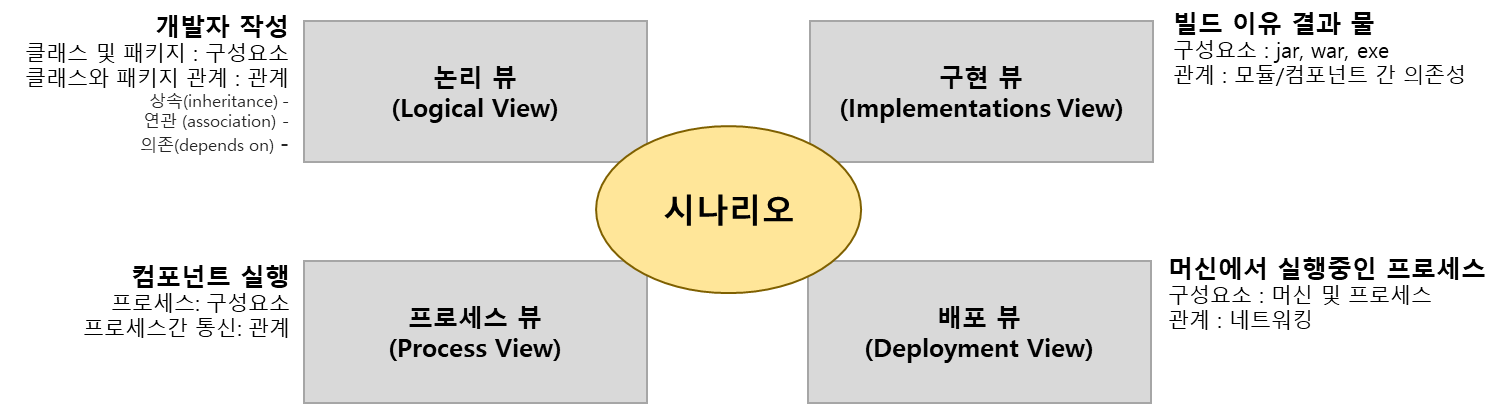 개발자 작성
클래스 및 패키지 : 구성요소
클래스와 패키지 관계 : 관계
상속(inheritance) -
연관 (association) -
의존(depends on) -
논리 뷰
(Logical View)
구현 뷰
(Implementations View)
빌드 이유 결과 물
구성요소 : jar, war, exe
관계 : 모듈/컴포넌트 간 의존성
시나리오
컴포넌트 실행
프로세스: 구성요소
프로세스간 통신: 관계
프로세스 뷰
(Process View)
배포 뷰
(Deployment View)
머신에서 실행중인 프로세스
구성요소 : 머신 및 프로세스
관계 : 네트워킹